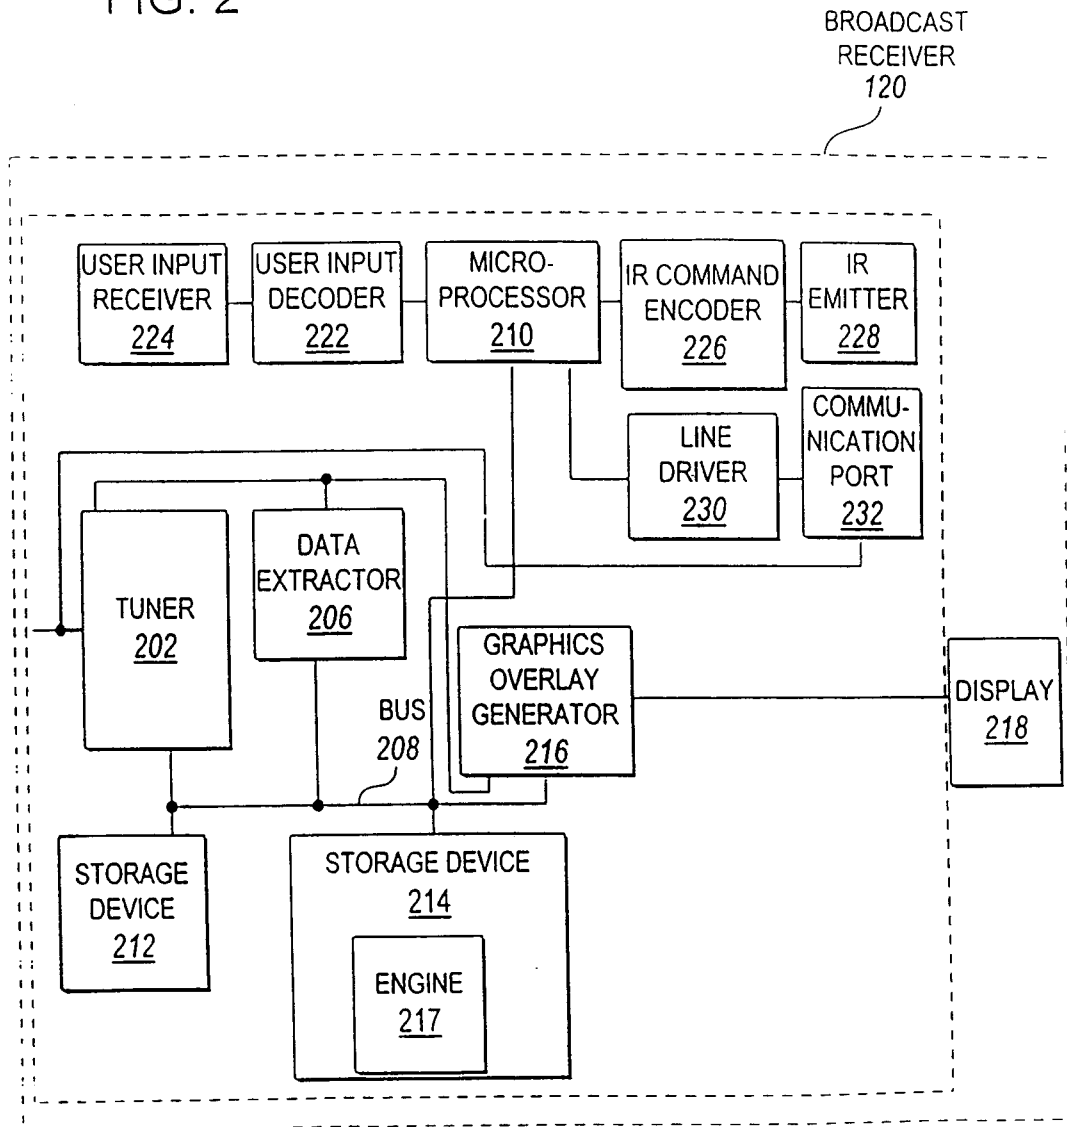 FIG. 2
BROADCAST
RECEIVER
120
USER INPUT
RECEIVER
224
USER INPUT
DECODER
222
MICRO-
PROCESSOR
210
IR COMMAND
ENCODER
226
IR
EMITTER
228
LINE
DRIVER
230
COMMU-
NICATION
PORT
232
TUNER
202
DATA
EXTRACTOR
206
GRAPHICS
OVERLAY
GENERATOR
216
DISPLAY
218
BUS
208
STORAGE
DEVICE
212
STORAGE DEVICE
214
ENGINE
217